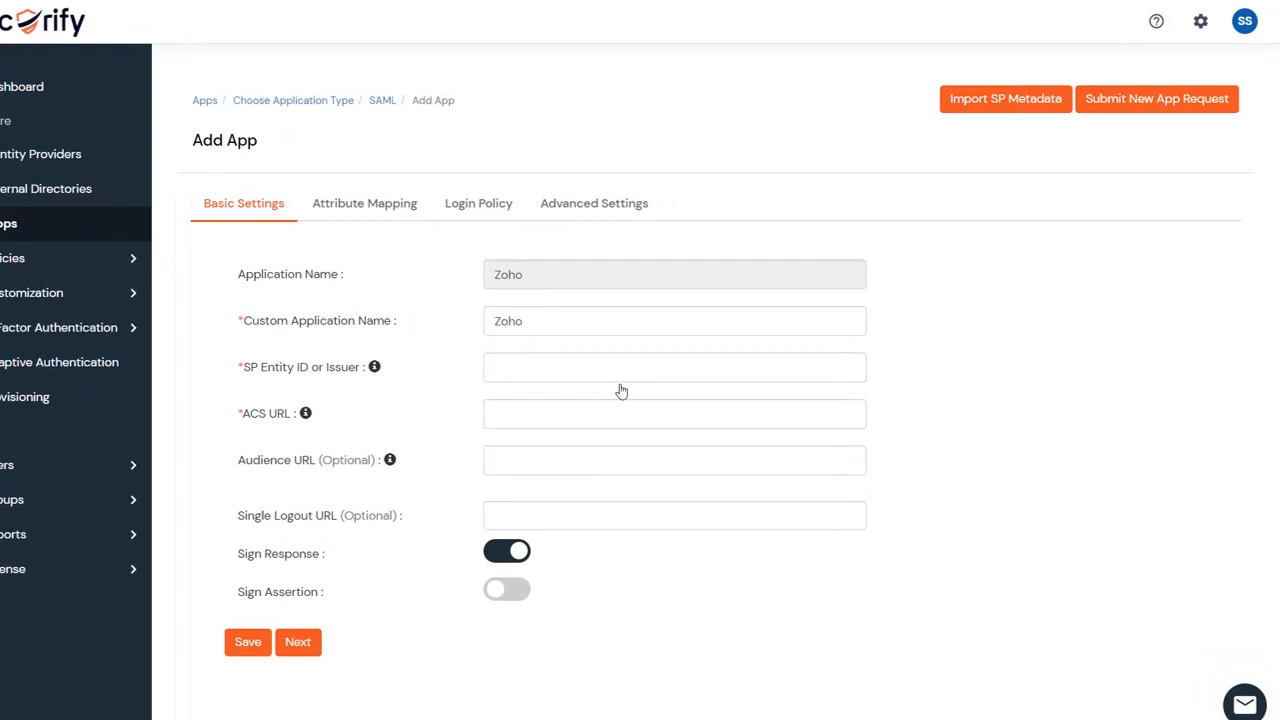 curify
SS
shboard
re
Apps / Choose Application Type / SAML / Add App
Import SP Metadata
Submit New App Request
Add App
ntity Providers
ernal Directories
pps
icies
stomization
Factor Authentication
aptive Authentication
ovisioning
ers
oups
ports
ense
Basic Settings
Attribute Mapping
Login Policy
Advanced Settings
Application Name :
Zoho
*Custom Application Name :
Zoho
*SP Entity ID or Issuer :
*ACS URL :
Audience URL (Optional) :
Single Logout URL (Optional) :
Sign Response :
Sign Assertion :
Save
Next